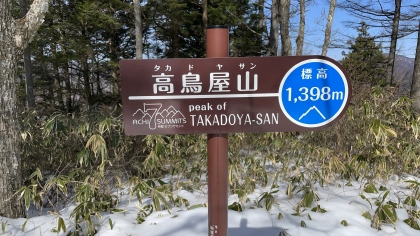 タカドヤサン
高鳥屋山
peak of
TAKADOYA-SAN
7
ACHI SUMMITS
標高
1,398m